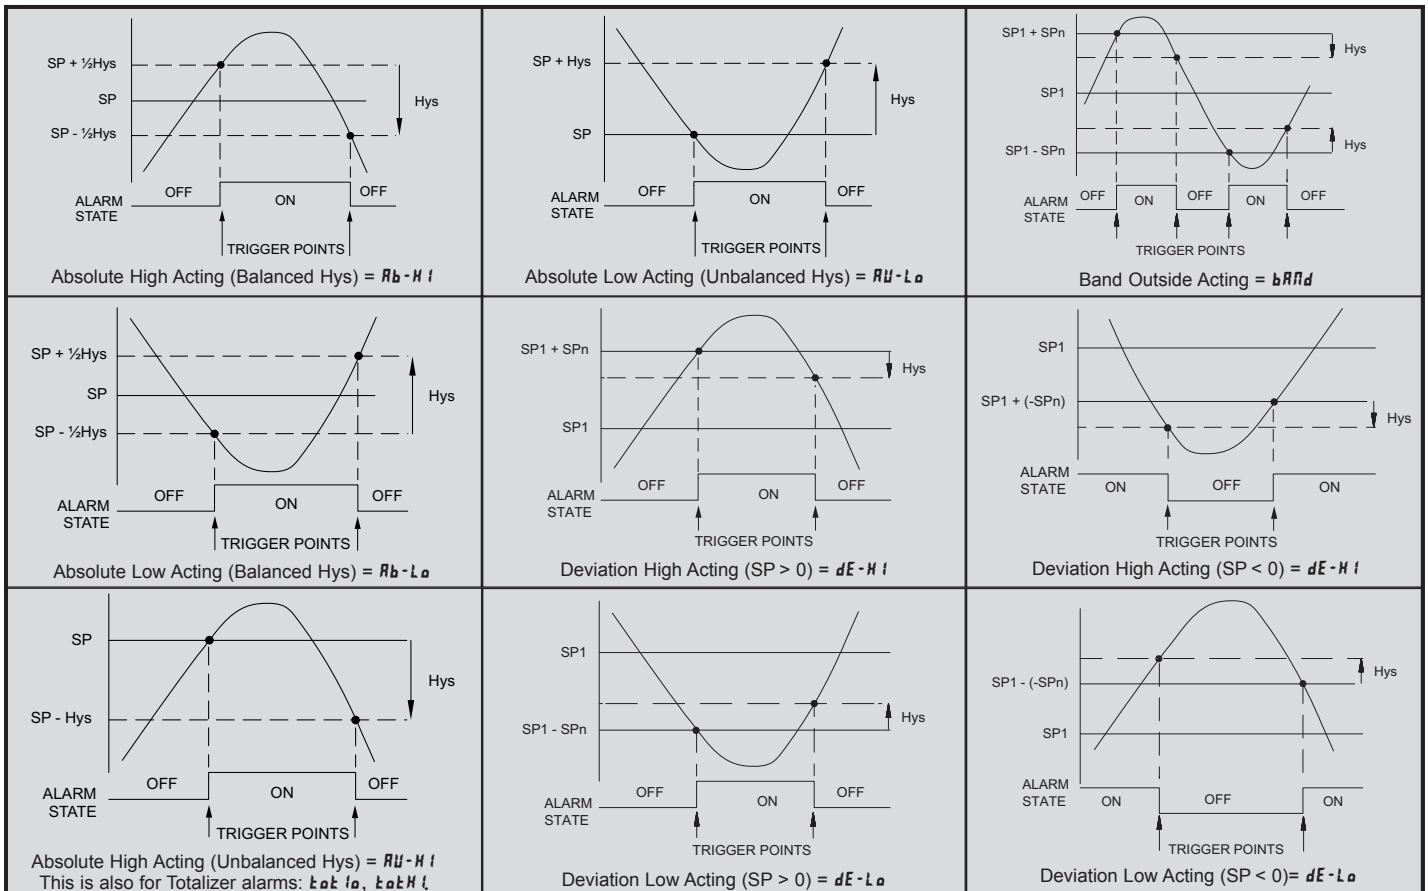 SP + ½Hys
SP
SP - ½Hys
Hys
OFF
ON
OFF
ALARM
STATE
TRIGGER POINTS
Absolute High Acting (Balanced Hys) = Ab-HI
SP + Hys
SP
Hys
OFF
ON
OFF
ALARM
STATE
TRIGGER POINTS
Absolute Low Acting (Unbalanced Hys) = AU-Lo
SP1 + SPn
Hys
SP1
SP1 - SPn
Hys
OFF
ON
OFF
ON
OFF
ALARM
STATE
TRIGGER POINTS
Band Outside Acting = bANd
SP + ½Hys
SP
SP - ½Hys
Hys
OFF
ON
OFF
ALARM
STATE
TRIGGER POINTS
Absolute Low Acting (Balanced Hys) = Ab-Lo
SP1 + SPn
Hys
SP1
OFF
ON
OFF
ALARM
STATE
TRIGGER POINTS
Deviation High Acting (SP > 0) = dE-HI
SP1
SP1 + (-SPn)
Hys
ALARM
STATE
ON
OFF
ON
TRIGGER POINTS
Deviation High Acting (SP < 0) = dE-HI
SP
Hys
SP - Hys
OFF
ON
OFF
ALARM
STATE
TRIGGER POINTS
Absolute High Acting (Unbalanced Hys) = AU-HI
This is also for Totalizer alarms: totlo, totHI.
SP1
SP1 - SPn
Hys
OFF
ON
OFF
ALARM
STATE
TRIGGER POINTS
Deviation Low Acting (SP > 0) = dE-Lo
Hys
SP1 - (-SPn)
SP1
ALARM
STATE
ON
OFF
ON
TRIGGER POINTS
Deviation Low Acting (SP < 0)= dE-Lo